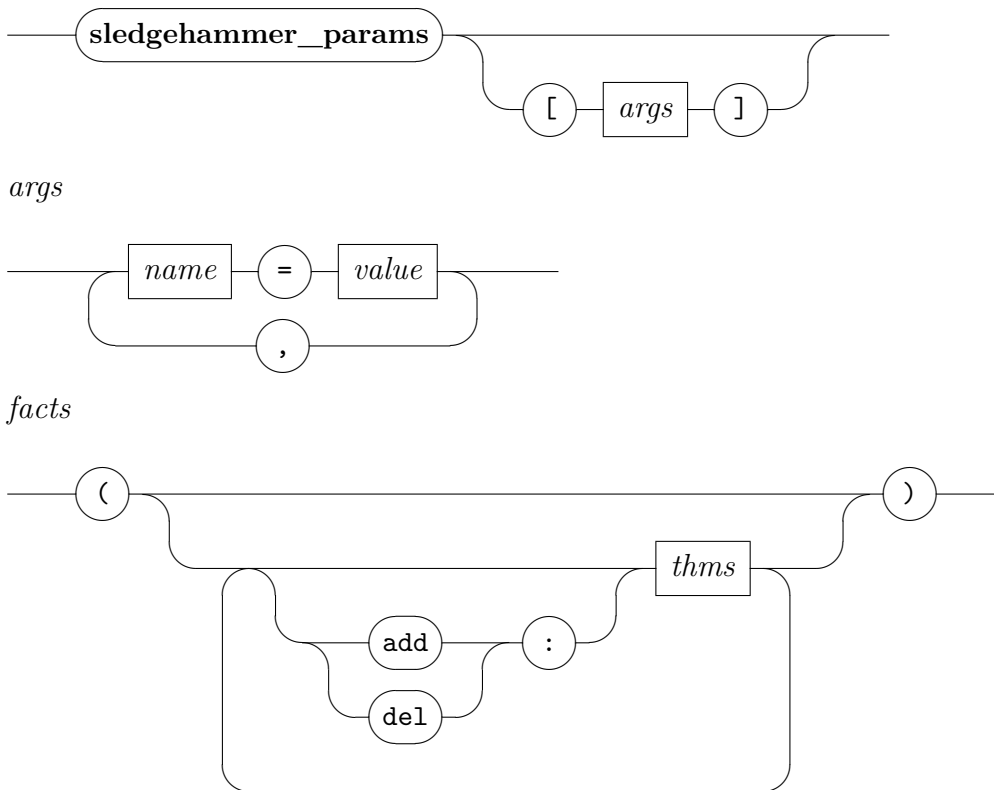 sledgehammer_params
[ args ]
args
name = value
,
facts
( )
thms
add :
del